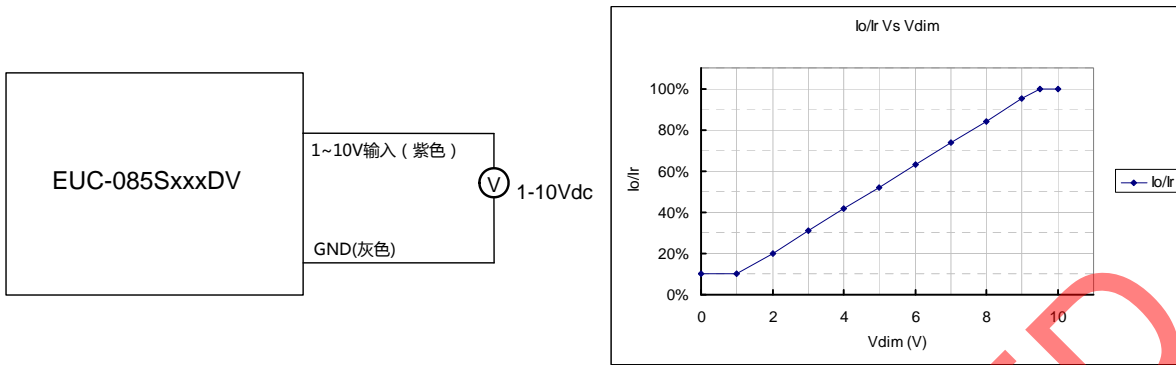 EUC-085SxxxDV
1~10V输入（紫色）
V
1-10Vdc
GND(灰色)
Io/Ir Vs Vdim
100%
80%
60%
40%
20%
0%
Io/Ir
0 2 4 6 8 10
Vdim (V)
Io/Ir